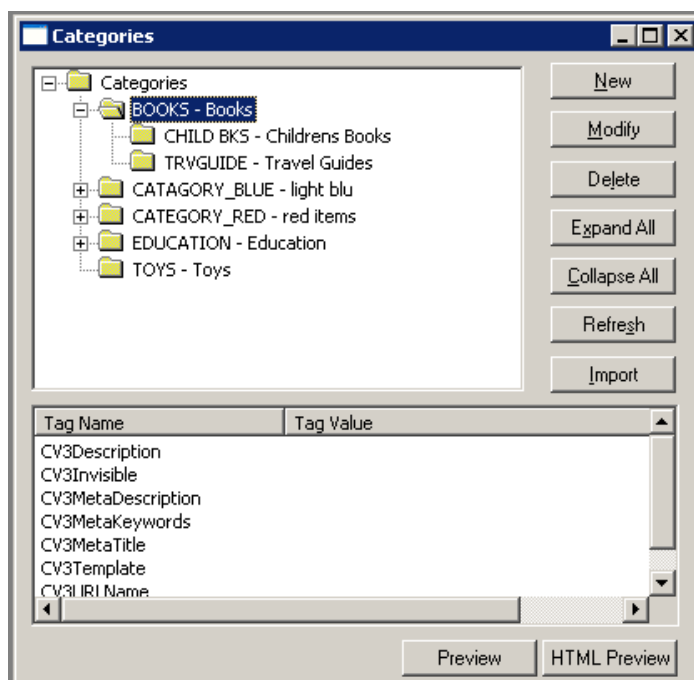 Categories
Categories
BOOKS - Books
CHILD BKS - Childrens Books
TRVGUIDE - Travel Guides
CATAGORY_BLUE - light blu
CATEGORY_RED - red items
EDUCATION - Education
TOYS - Toys
New
Modify
Delete
Expand All
Collapse All
Refresh
Import
Tag Name Tag Value
CV3Description
CV3Invisible
CV3MetaDescription
CV3MetaKeywords
CV3MetaTitle
CV3Template
CV3URLName
Preview HTML Preview